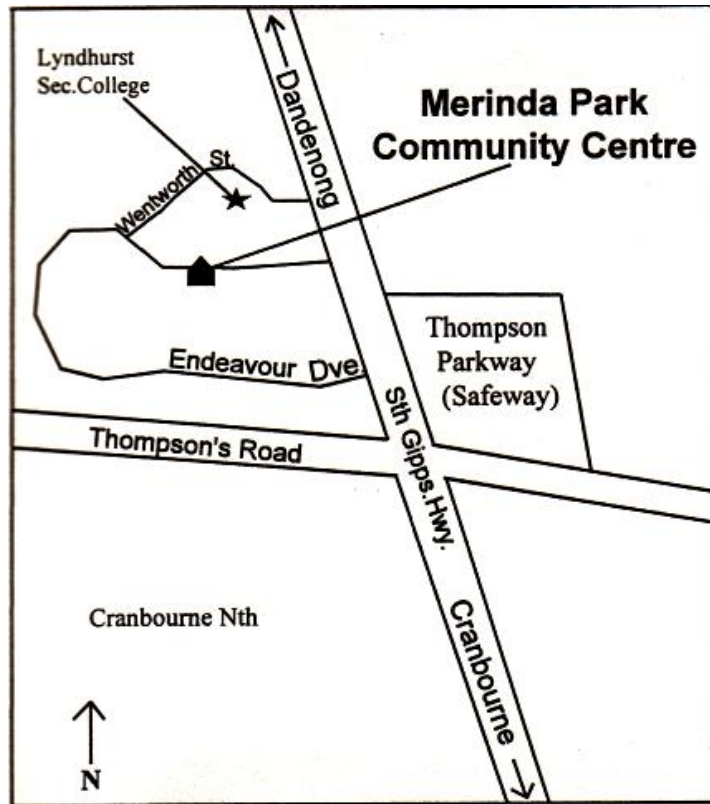 Lyndhurst
Sec.College
Dandenong
Merinda Park
Community Centre
Wentworth St.
Thompson
Parkway
(Safeway)
Endeavour Dve
Sth Gipps.Hwy.
Thompson's Road
Cranbourne Nth
Cranbourne
N